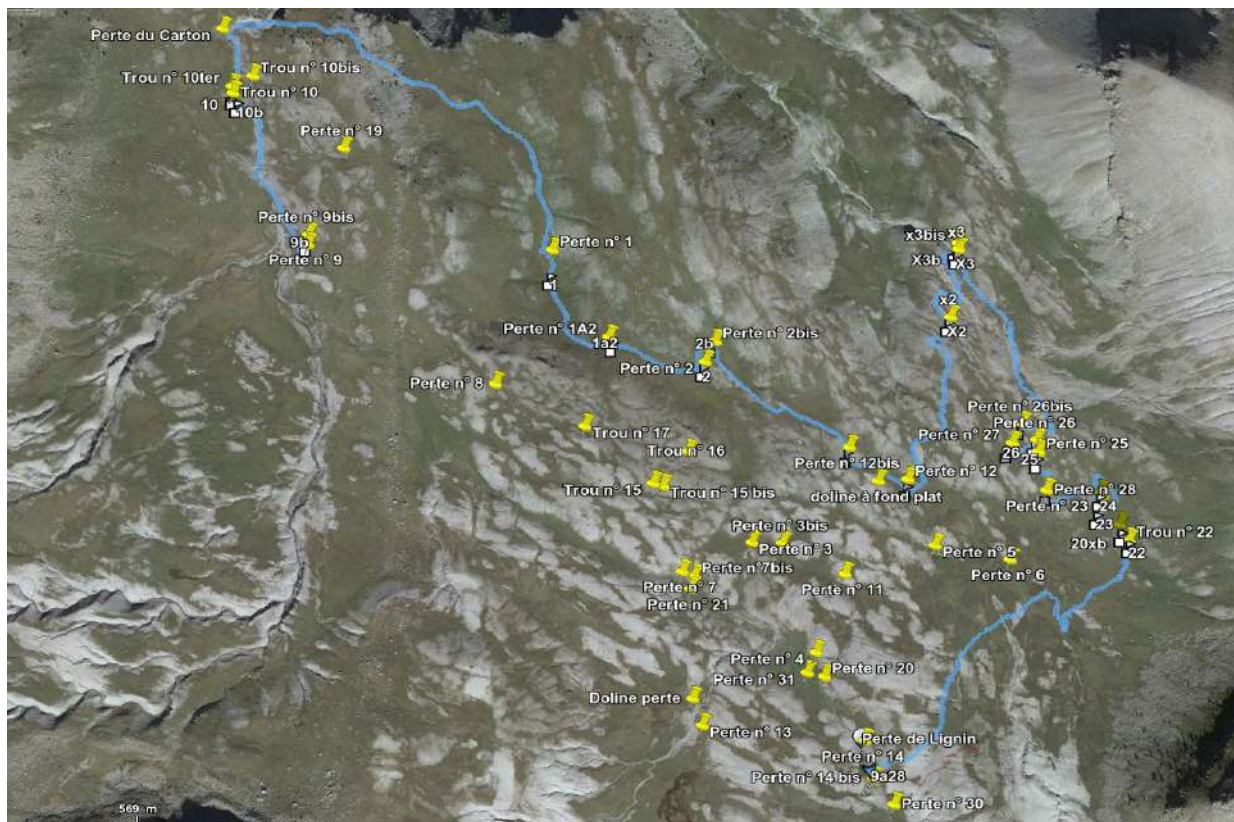 Perte du Carton
Trou n° 10bis
Trou n° 10ter
Trou n° 10
10
10b
Perte n° 19
Perte n° 9bis
9b
Perte n° 9
Perte n° 1
1
x3
x3bis
X3b
X3
x2
X2
Perte n° 1A2
1a2
2b
Perte n° 2bis
Perte n° 2
2
Perte n° 8
Trou n° 17
Trou n° 16
Perte n° 26bis
Perte n° 26
Perte n° 27
Perte n° 25
26
25
Perte n° 12bis
Perte n° 12
doline à fond plat
Trou n° 15
Trou n° 15 bis
Perte n° 28
Perte n° 23
24
23
Trou n° 22
20xb
22
Perte n° 3bis
Perte n° 3
Perte n° 5
Perte n° 6
Perte n°7bis
Perte n° 7
Perte n° 21
Perte n° 11
Perte n° 4
Perte n° 20
Perte n° 31
Doline perte
Perte n° 13
Perte de Lignin
Perte n° 14
Perte n° 14 bis
9a28
Perte n° 30
569 m